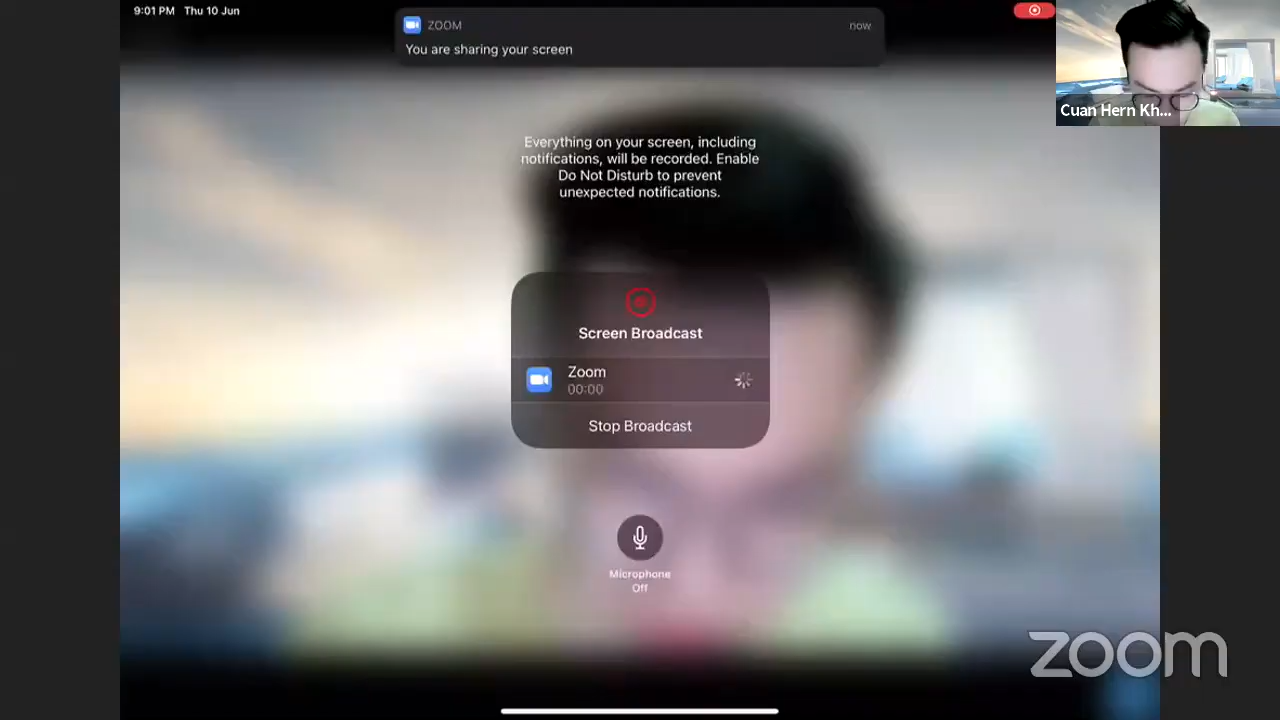 9:01 PM Thu 10 Jun
ZOOM
now
You are sharing your screen
Cuan Hern Kh...
Everything on your screen, including
notifications, will be recorded. Enable
Do Not Disturb to prevent
unexpected notifications.
Screen Broadcast
Zoom
00:00
Stop Broadcast
Microphone
Off
zoom